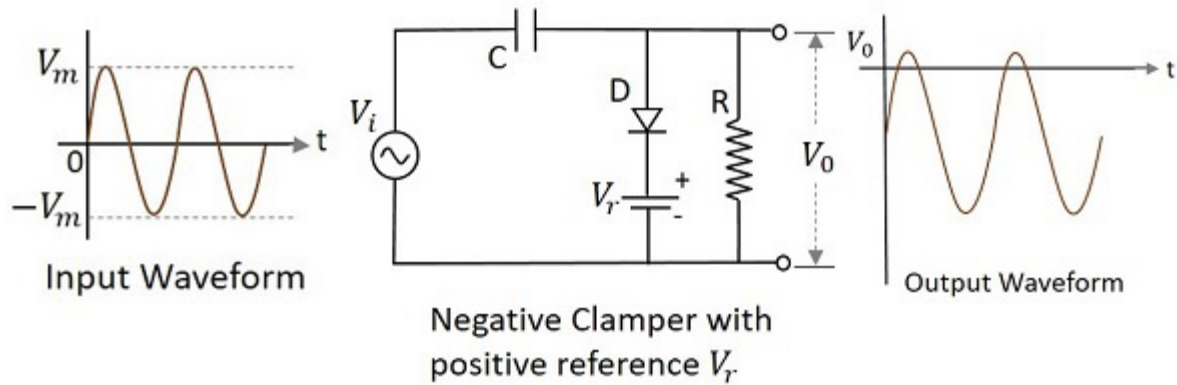 V_m
0
t
-V_m
Input Waveform
C
V_i
D
R
V_r
+
-
V_0
Negative Clamper with
positive reference V_r
V_0
t
Output Waveform